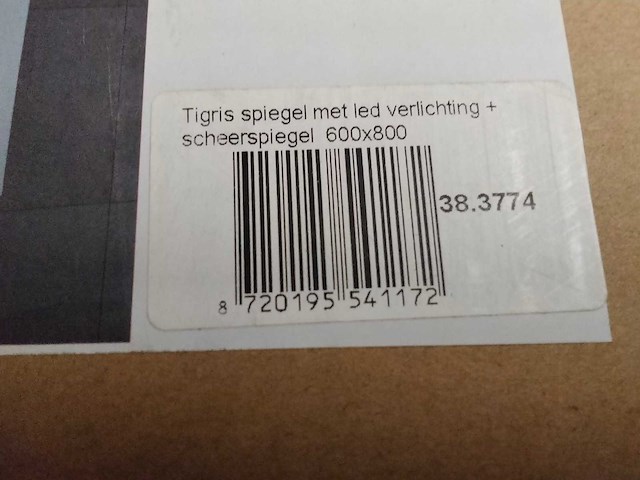 Tigris spiegel met led verlichting +
scheerspiegel 600x800
38.3774
8 720195 541172